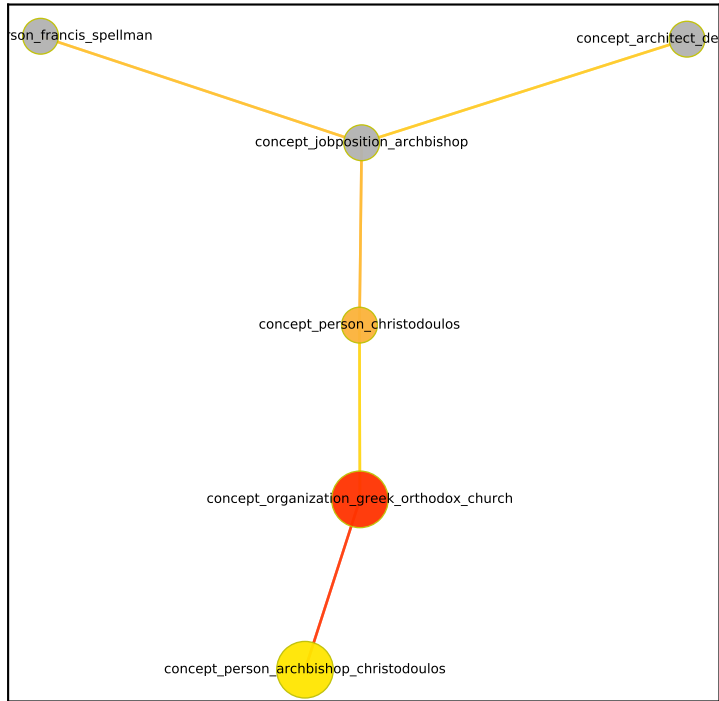 rson_francis_spellman
concept_architect_de
concept_jobposition_archbishop
concept_person_christodoulos
concept_organization_greek_orthodox_church
concept_person_archbishop_christodoulos